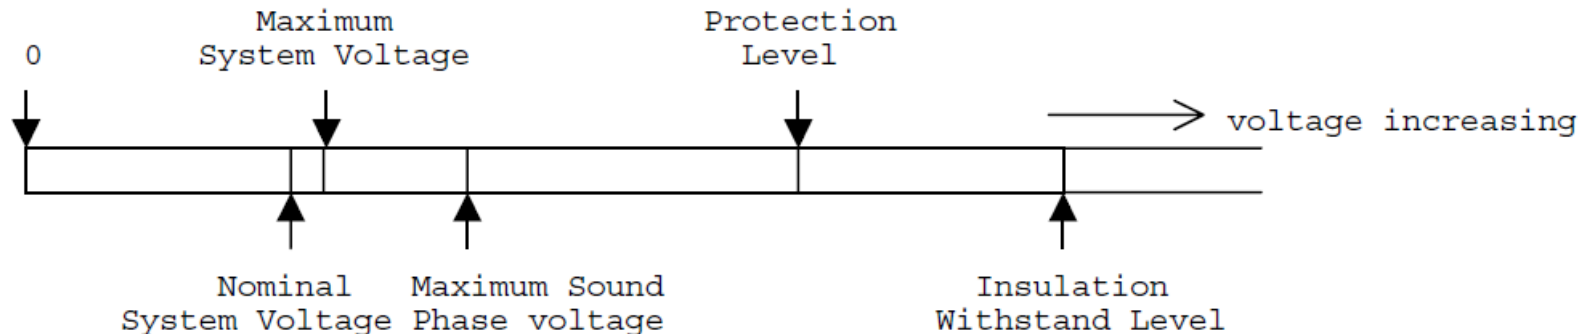 Maximum
System Voltage
Protection
Level
0
voltage increasing
Nominal
System Voltage
Maximum Sound
Phase voltage
Insulation
Withstand Level